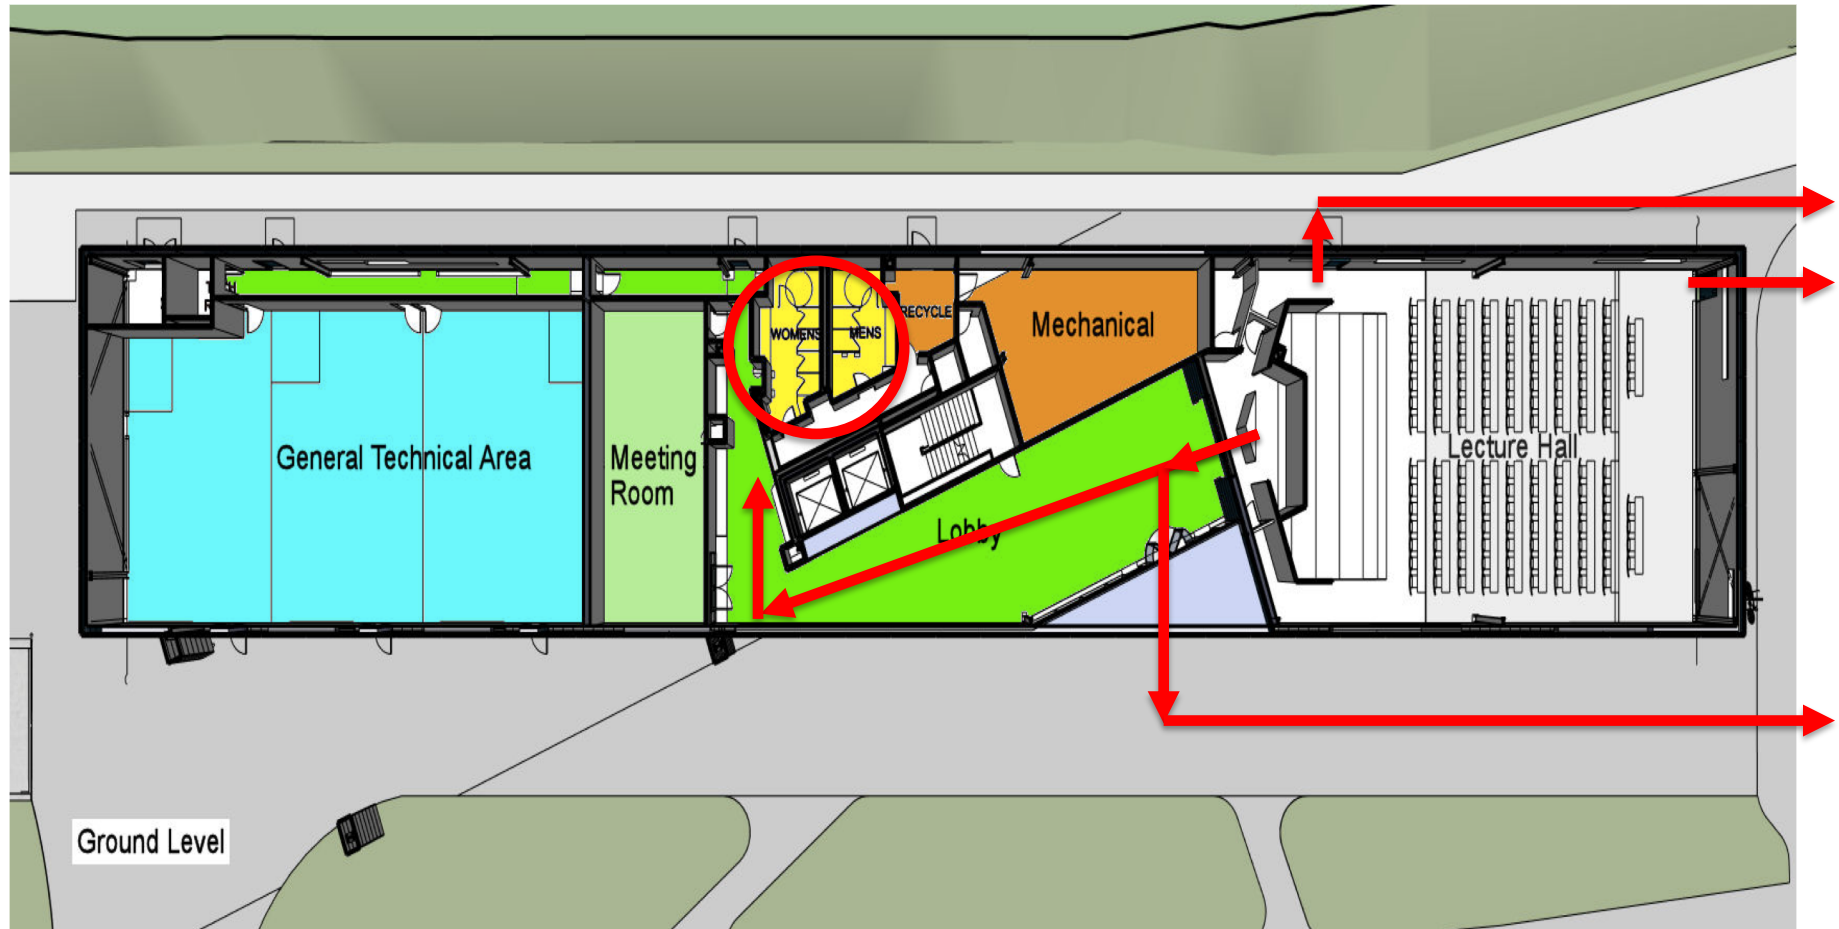 RECYCLE
WOMENS
MENS
Mechanical
General Technical Area
Meeting
Room
Lecture Hall
Lobby
Ground Level